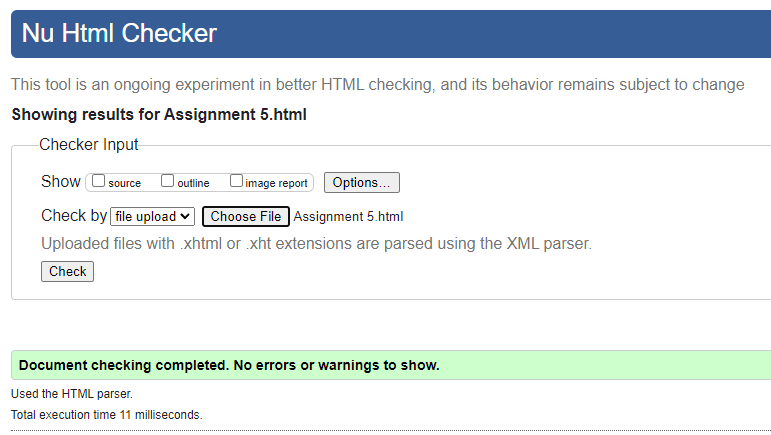 Nu Html Checker
This tool is an ongoing experiment in better HTML checking, and its behavior remains subject to change
Showing results for Assignment 5.html
Checker Input
Show source outline image report Options...
Check by file upload Choose File Assignment 5.html
Uploaded files with .xhtml or .xht extensions are parsed using the XML parser.
Check
Document checking completed. No errors or warnings to show.
Used the HTML parser.
Total execution time 11 milliseconds.